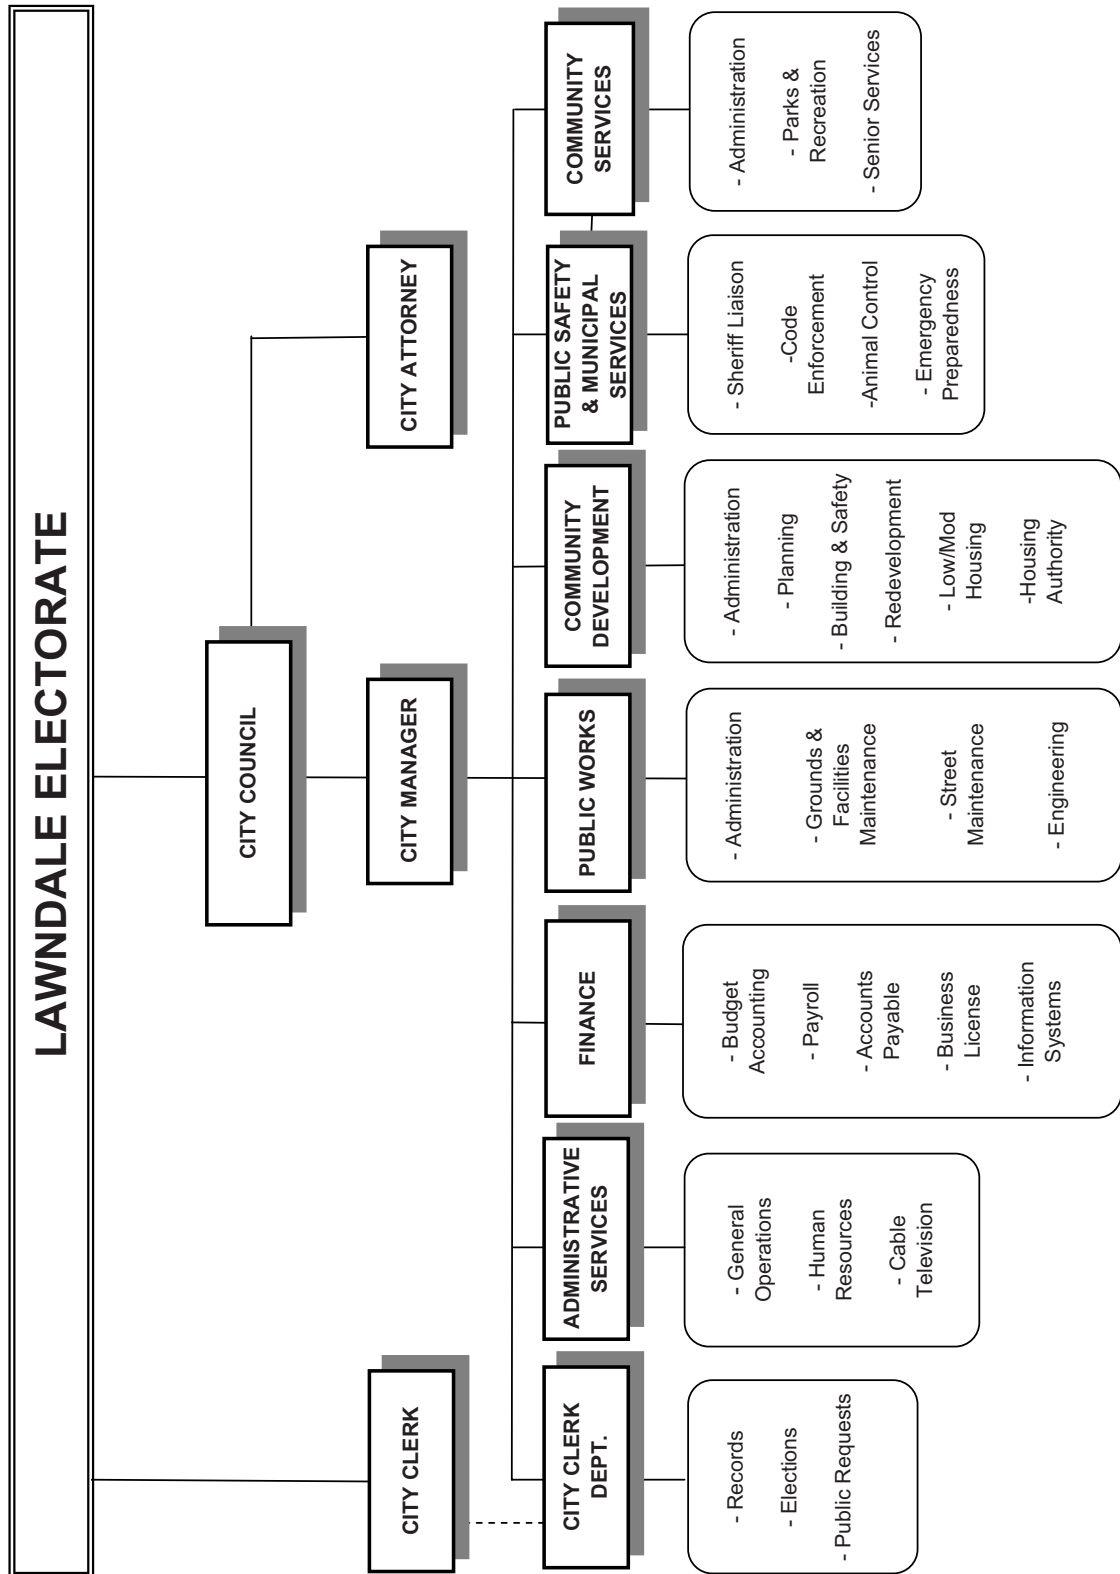 LAWNDALE ELECTORATE
CITY COUNCIL
CITY CLERK
CITY MANAGER
CITY ATTORNEY
CITY CLERK
DEPT.
ADMINISTRATIVE
SERVICES
FINANCE
PUBLIC WORKS
COMMUNITY
DEVELOPMENT
PUBLIC SAFETY
& MUNICIPAL
SERVICES
COMMUNITY
SERVICES
- Records
- Elections
- Public Requests
- General
Operations
- Human
Resources
- Cable
Television
- Budget
Accounting
- Payroll
- Accounts
Payable
- Business
License
- Information
Systems
- Administration
- Grounds &
Facilities
Maintenance
- Street
Maintenance
- Engineering
- Administration
- Planning
- Building & Safety
- Redevelopment
- Low/Mod
Housing
-Housing
Authority
- Sheriff Liaison
-Code
Enforcement
-Animal Control
- Emergency
Preparedness
- Administration
- Parks &
Recreation
- Senior Services